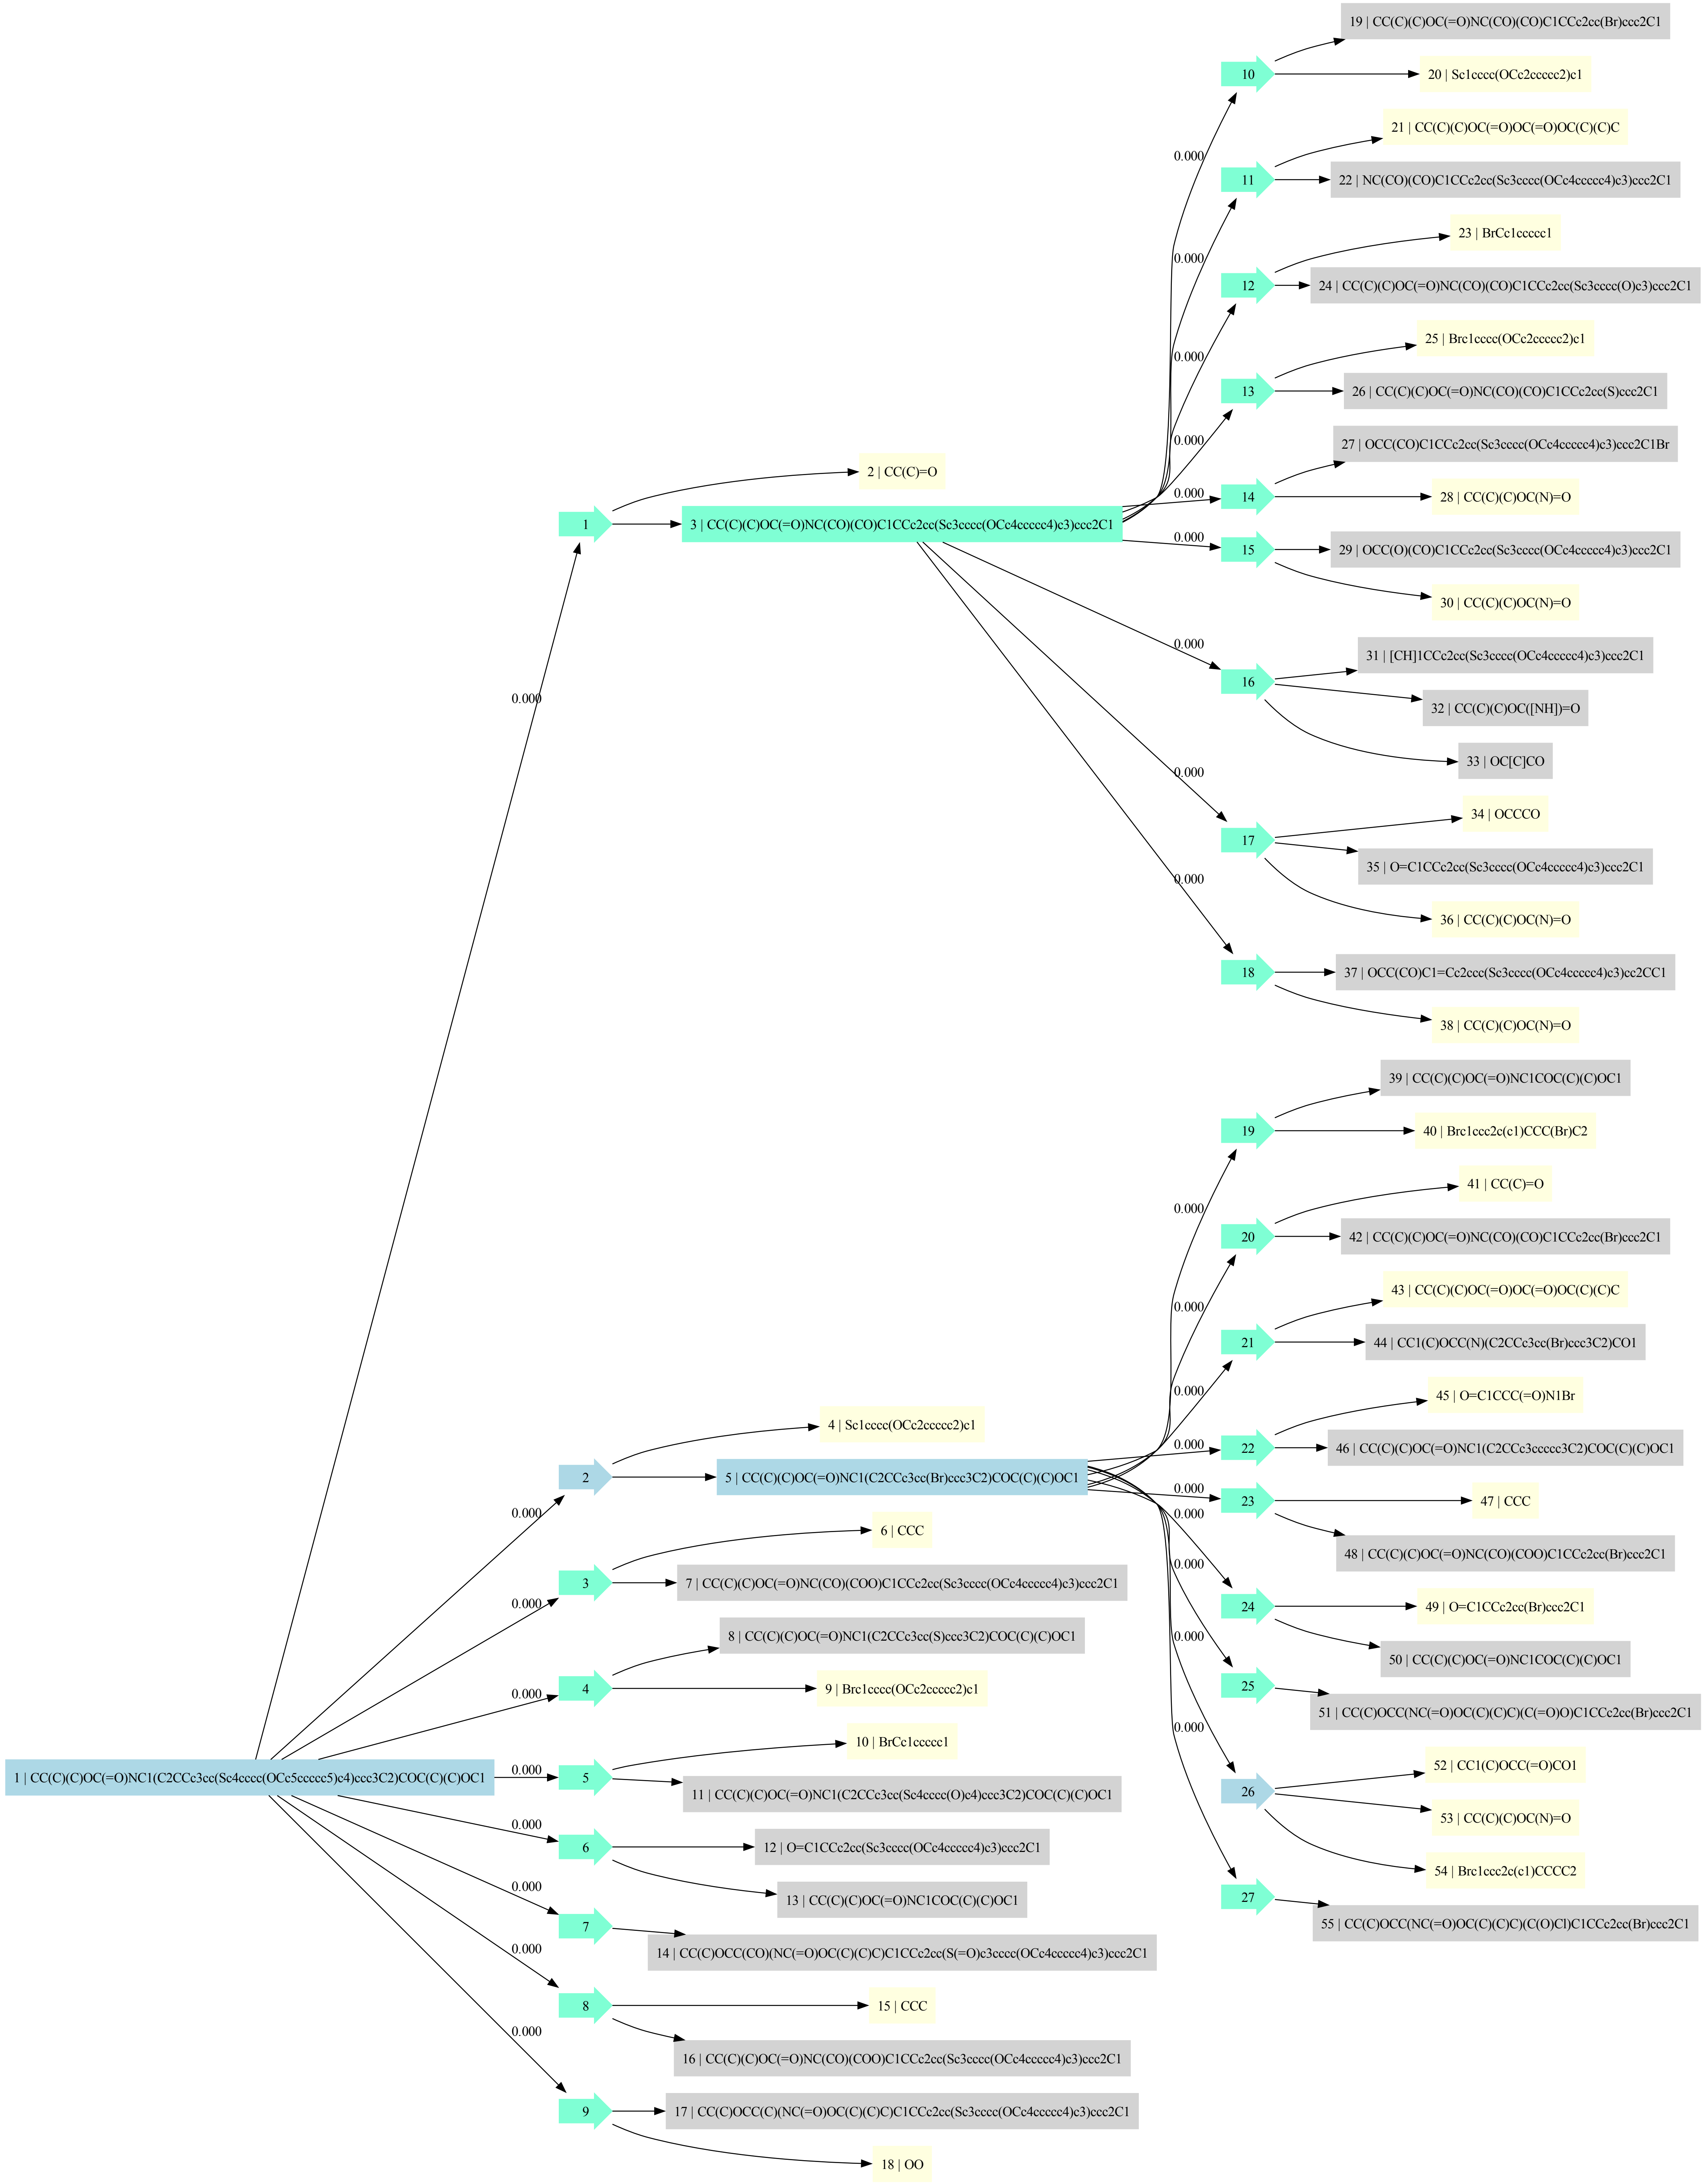 19 | CC(C)(C)OC(=O)NC(CO)(CO)C1CCc2cc(Br)ccc2C1
10
20 | Sc1cccc(OCc2ccccc2)c1
21 | CC(C)(C)OC(=O)OC(=O)OC(C)(C)C
0.000
11
22 | NC(CO)(CO)C1CCc2cc(Sc3cccc(OCc4ccccc4)c3)ccc2C1
23 | BrCc1ccccc1
0.000
12
24 | CC(C)(C)OC(=O)NC(CO)(CO)C1CCc2cc(Sc3cccc(O)c3)ccc2C1
25 | Brc1cccc(OCc2ccccc2)c1
0.000
13
26 | CC(C)(C)OC(=O)NC(CO)(CO)C1CCc2cc(S)ccc2C1
0.000
27 | OCC(CO)C1CCc2cc(Sc3cccc(OCc4ccccc4)c3)ccc2C1Br
2 | CC(C)=O
0.000
14
28 | CC(C)(C)OC(N)=O
1
3 | CC(C)(C)OC(=O)NC(CO)(CO)C1CCc2cc(Sc3cccc(OCc4ccccc4)c3)ccc2C1
0.000
15
29 | OCC(O)(CO)C1CCc2cc(Sc3cccc(OCc4ccccc4)c3)ccc2C1
30 | CC(C)(C)OC(N)=O
0.000
31 | [CH]1CCc2cc(Sc3cccc(OCc4ccccc4)c3)ccc2C1
16
0.000
32 | CC(C)(C)OC([NH])=O
33 | OC[C]CO
0.000
34 | OCCCO
17
35 | O=C1CCc2cc(Sc3cccc(OCc4ccccc4)c3)ccc2C1
0.000
36 | CC(C)(C)OC(N)=O
18
37 | OCC(CO)C1=Cc2ccc(Sc3cccc(OCc4ccccc4)c3)cc2CC1
38 | CC(C)(C)OC(N)=O
39 | CC(C)(C)OC(=O)NC1COC(C)(C)OC1
19
40 | Brc1ccc2c(c1)CCC(Br)C2
41 | CC(C)=O
0.000
20
42 | CC(C)(C)OC(=O)NC(CO)(CO)C1CCc2cc(Br)ccc2C1
43 | CC(C)(C)OC(=O)OC(=O)OC(C)(C)C
0.000
21
44 | CC1(C)OCC(N)(C2CCc3cc(Br)ccc3C2)CO1
0.000
45 | O=C1CCC(=O)N1Br
4 | Sc1cccc(OCc2ccccc2)c1
0.000
22
46 | CC(C)(C)OC(=O)NC1(C2CCc3ccccc3C2)COC(C)(C)OC1
2
5 | CC(C)(C)OC(=O)NC1(C2CCc3cc(Br)ccc3C2)COC(C)(C)OC1
0.000
23
47 | CCC
0.000
0.000
6 | CCC
48 | CC(C)(C)OC(=O)NC(CO)(COO)C1CCc2cc(Br)ccc2C1
0.000
3
7 | CC(C)(C)OC(=O)NC(CO)(COO)C1CCc2cc(Sc3cccc(OCc4ccccc4)c3)ccc2C1
0.000
24
49 | O=C1CCc2cc(Br)ccc2C1
8 | CC(C)(C)OC(=O)NC1(C2CCc3cc(S)ccc3C2)COC(C)(C)OC1
0.000
50 | CC(C)(C)OC(=O)NC1COC(C)(C)OC1
0.000
4
9 | Brc1cccc(OCc2ccccc2)c1
25
51 | CC(C)OCC(NC(=O)OC(C)(C)C)(C(=O)O)C1CCc2cc(Br)ccc2C1
0.000
10 | BrCc1ccccc1
1 | CC(C)(C)OC(=O)NC1(C2CCc3cc(Sc4cccc(OCc5ccccc5)c4)ccc3C2)COC(C)(C)OC1
0.000
5
11 | CC(C)(C)OC(=O)NC1(C2CCc3cc(Sc4cccc(O)c4)ccc3C2)COC(C)(C)OC1
52 | CC1(C)OCC(=O)CO1
26
53 | CC(C)(C)OC(N)=O
0.000
6
12 | O=C1CCc2cc(Sc3cccc(OCc4ccccc4)c3)ccc2C1
54 | Brc1ccc2c(c1)CCCC2
0.000
13 | CC(C)(C)OC(=O)NC1COC(C)(C)OC1
27
55 | CC(C)OCC(NC(=O)OC(C)(C)C)(C(O)Cl)C1CCc2cc(Br)ccc2C1
7
14 | CC(C)OCC(CO)(NC(=O)OC(C)(C)C)C1CCc2cc(S(=O)c3cccc(OCc4ccccc4)c3)ccc2C1
0.000
8
15 | CCC
0.000
16 | CC(C)(C)OC(=O)NC(CO)(COO)C1CCc2cc(Sc3cccc(OCc4ccccc4)c3)ccc2C1
9
17 | CC(C)OCC(C)(NC(=O)OC(C)(C)C)C1CCc2cc(Sc3cccc(OCc4ccccc4)c3)ccc2C1
18 | OO